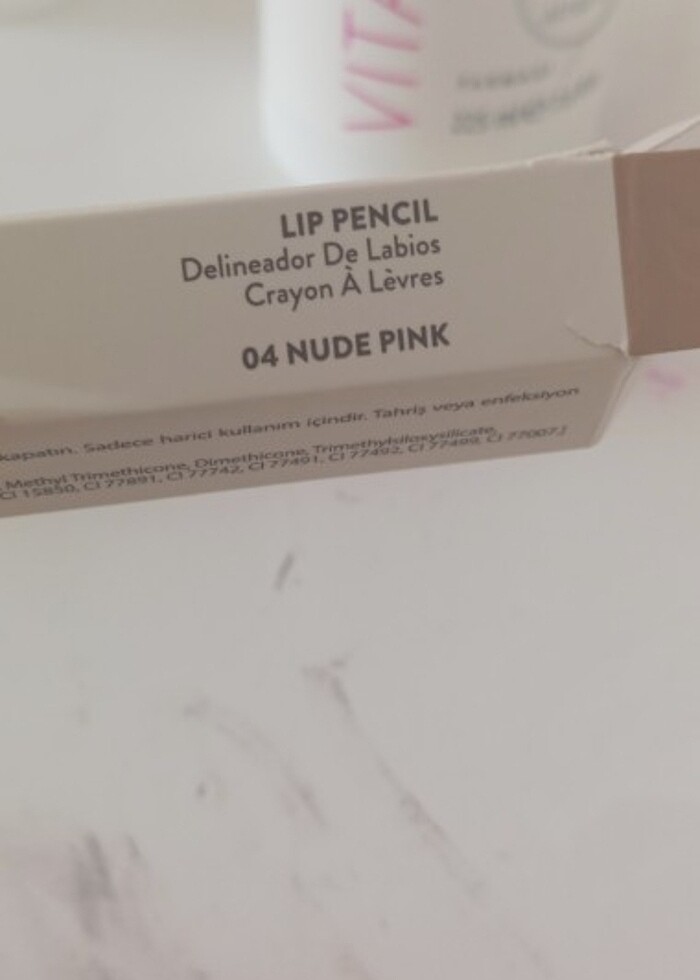 VITA
LIP PENCIL
Delineador De Labios
Crayon À Lèvres
04 NUDE PINK
kapatın. Sadece harici kullanım içindir. Tahriş veya enfeksiyon
Methyl Trimethicone, Dimethicone, Trimethylsiloxysilicate,
CI 15850, CI 77891, CI 77742, CI 77491, CI 77492, CI 77499, CI 77007.]